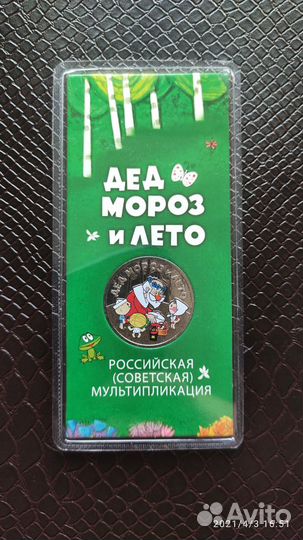 ДЕД
МОРОЗ
и ЛЕТО
ДЕД МОРОЗ И ЛЕТО
РОССИЙСКАЯ
(СОВЕТСКАЯ)
МУЛЬТИПЛИКАЦИЯ
Avito
2021/4/3 16:51